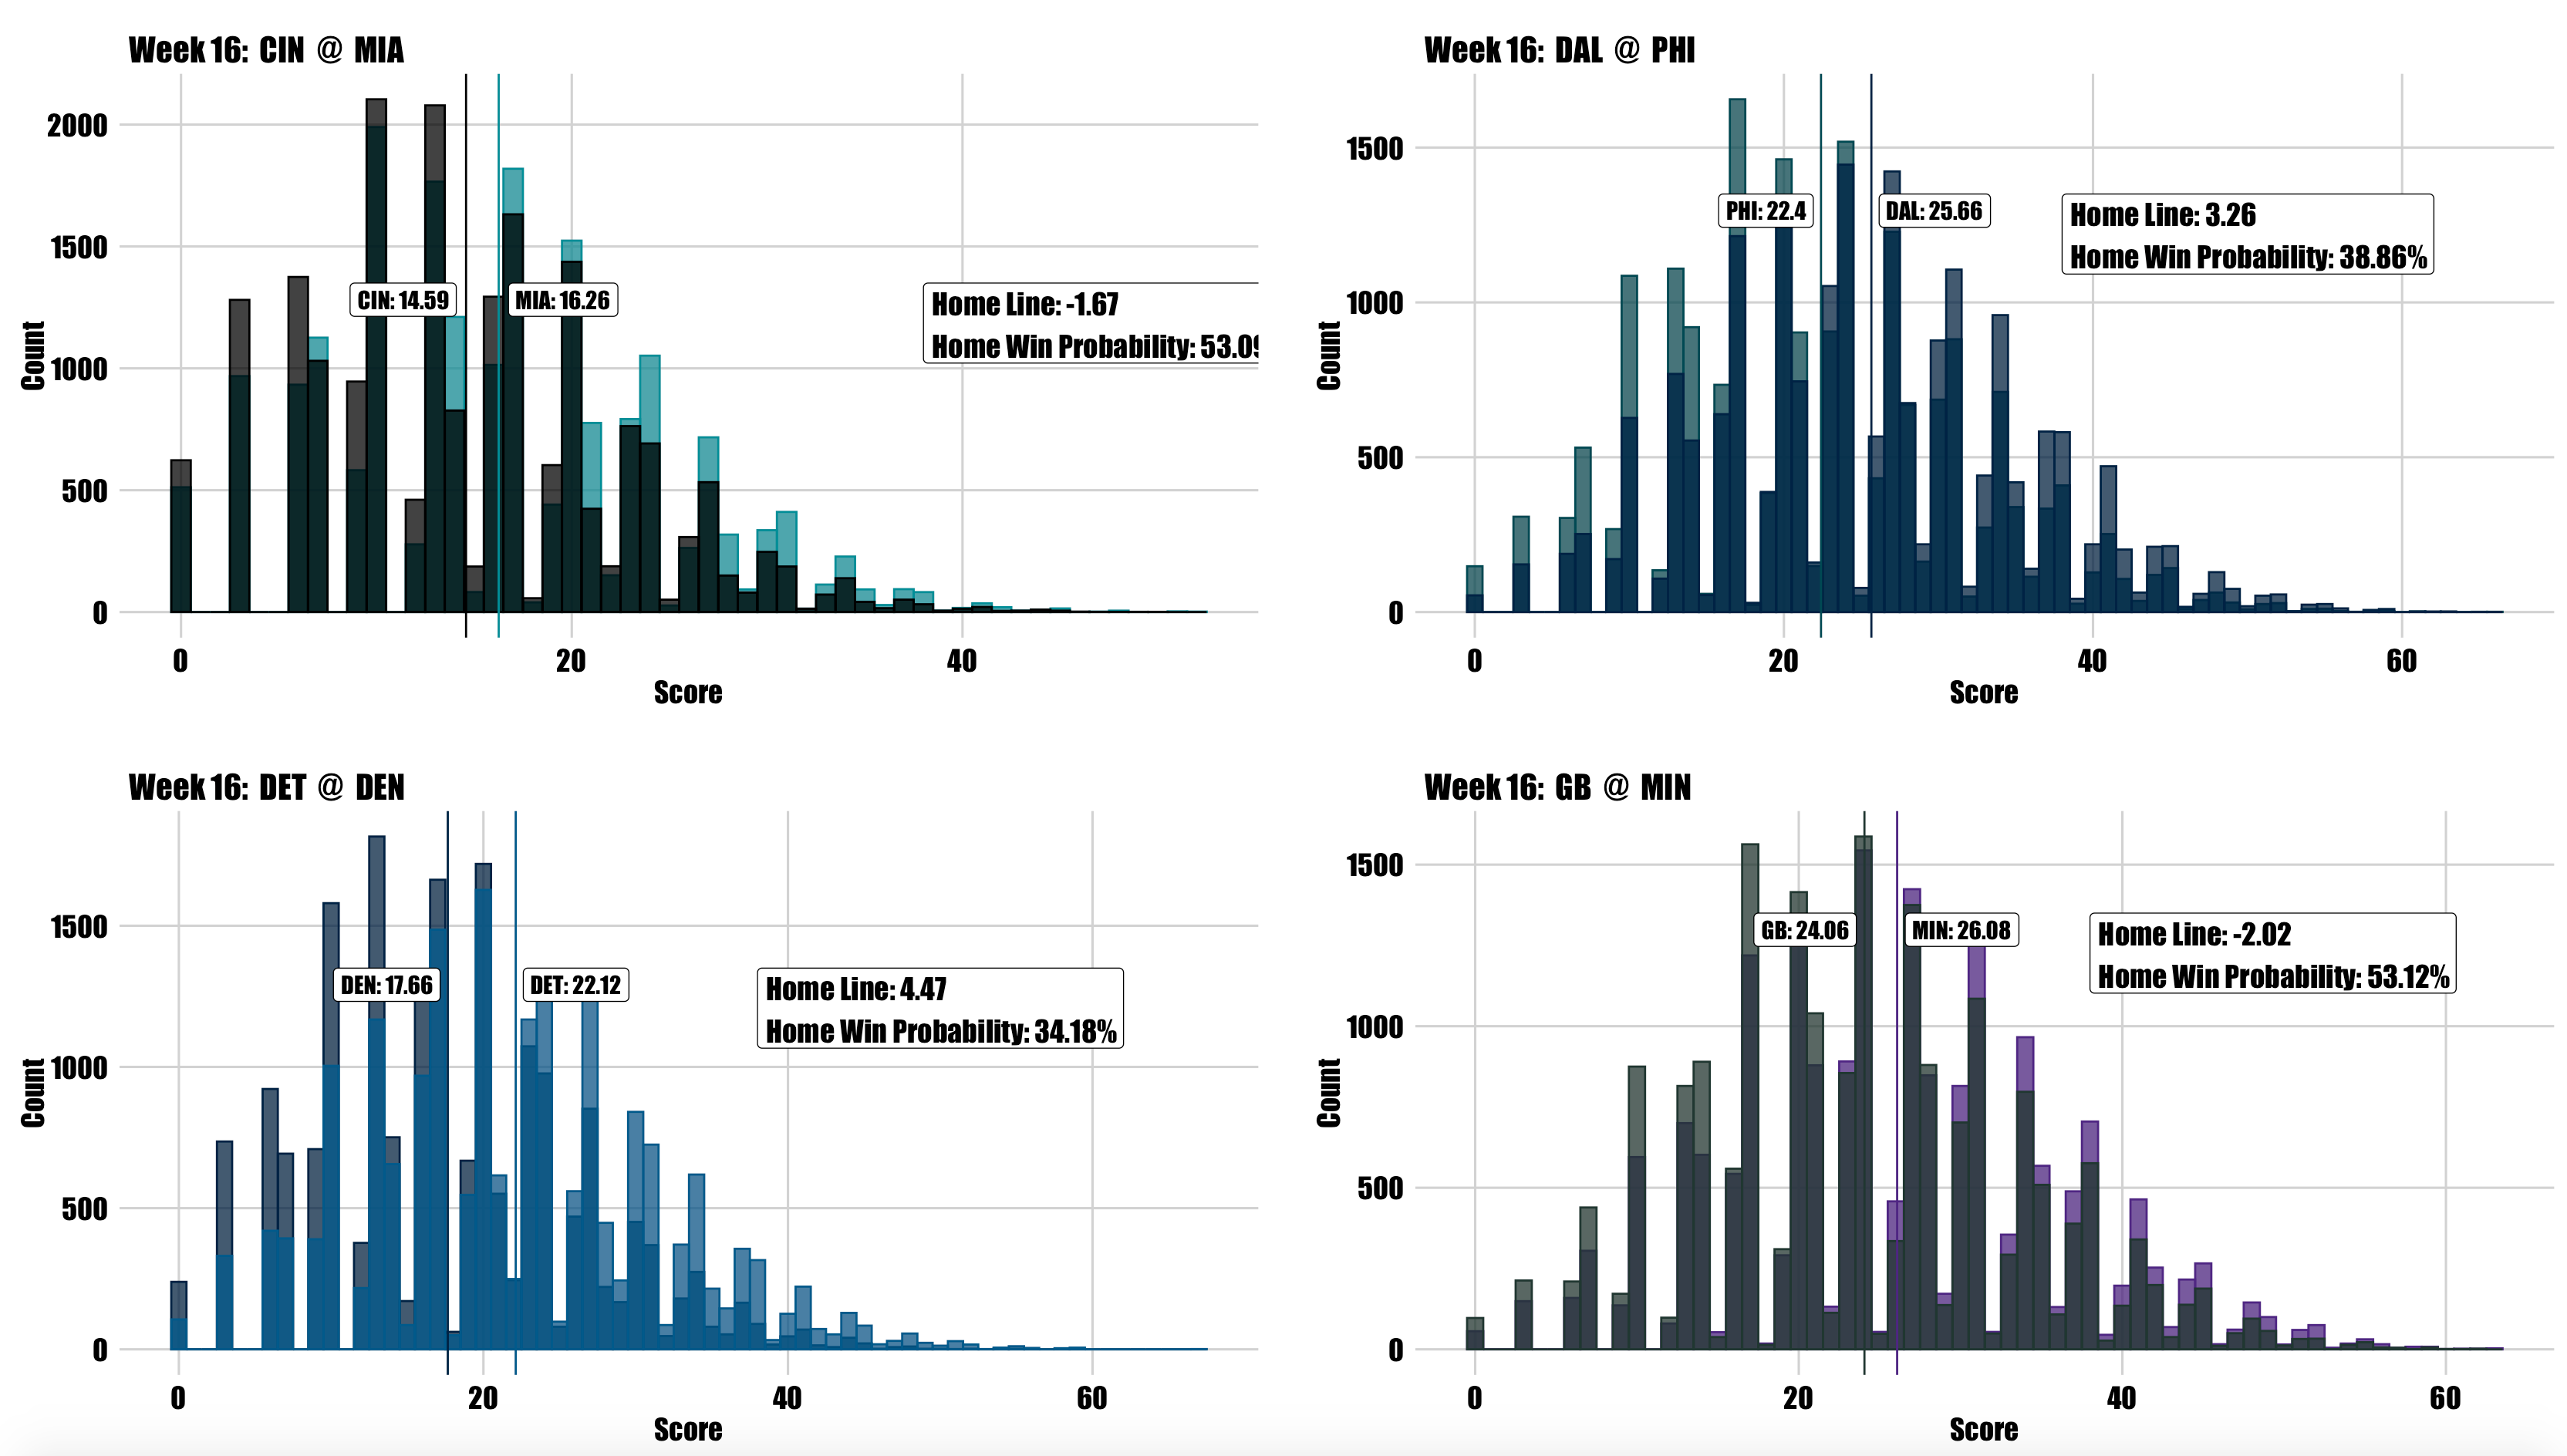 Week 16: CIN @ MIA
2000
1500
1000
500
0
Count
CIN: 14.59
MIA: 16.26
Home Line: -1.67
Home Win Probability: 53.09
0 20 40
Score
Week 16: DAL @ PHI
1500
1000
500
0
Count
PHI: 22.4
DAL: 25.66
Home Line: 3.26
Home Win Probability: 38.86%
0 20 40 60
Score
Week 16: DET @ DEN
1500
1000
500
0
Count
DEN: 17.66
DET: 22.12
Home Line: 4.47
Home Win Probability: 34.18%
0 20 40 60
Score
Week 16: GB @ MIN
1500
1000
500
0
Count
GB: 24.06
MIN: 26.08
Home Line: -2.02
Home Win Probability: 53.12%
0 20 40 60
Score